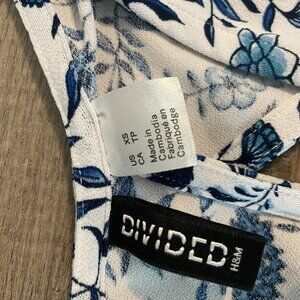 US XS
CA TP
Made in
Cambodia
Fabriqué en
Cambodge
DIVIDED
H&M